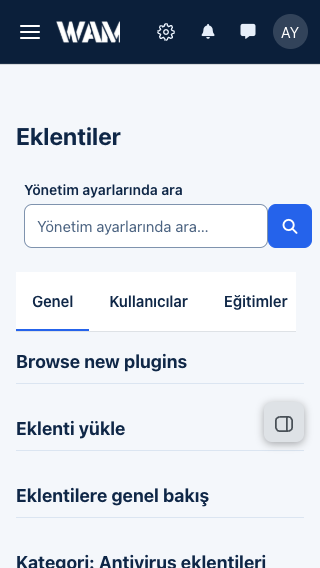 WAM
AY
Eklentiler
Yönetim ayarlarında ara
Yönetim ayarlarında ara...
Genel
Kullanıcılar
Eğitimler
Browse new plugins
Eklenti yükle
Eklentilere genel bakış
Kategori: Antivirus eklentileri